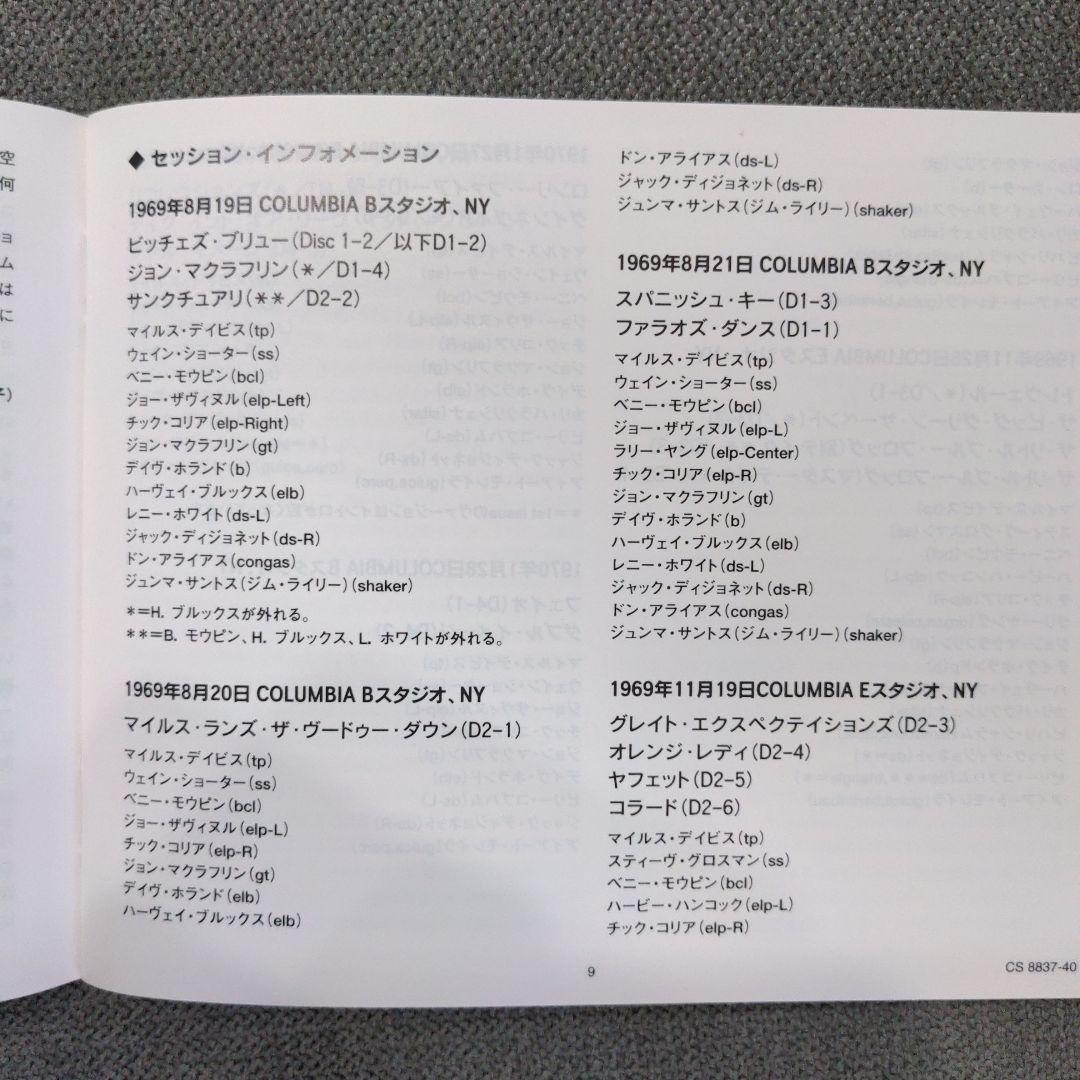 空
何
ョ
ム
は
に
◆ セッション・インフォメーション
1969年8月19日 COLUMBIA Bスタジオ、NY
ビッチェズ・ブリュー(Disc 1-2/以下D1-2)
ジョン・マクラフリン(*/D1-4)
サンクチュアリ(**/D2-2)
マイルス・デイビス(tp)
ウェイン・ショーター(ss)
ベニー・モウピン(bcl)
ジョー・ザヴィヌル(elp-Left)
チック・コリア(elp-Right)
ジョン・マクラフリン(gt)
デイヴ・ホランド(b)
ハーヴェイ・ブルックス(elb)
レニー・ホワイト(ds-L)
ジャック・ディジョネット(ds-R)
ドン・アライアス(congas)
ジュンマ・サントス(ジム・ライリー)(shaker)
*=H. ブルックスが外れる。
**=B. モウピン、H. ブルックス、L. ホワイトが外れる。
1969年8月20日 COLUMBIA Bスタジオ、NY
マイルス・ランズ・ザ・ヴードゥー・ダウン(D2-1)
マイルス・デイビス(tp)
ウェイン・ショーター(ss)
ベニー・モウピン(bcl)
ジョー・ザヴィヌル(elp-L)
チック・コリア(elp-R)
ジョン・マクラフリン(gt)
デイヴ・ホランド(elb)
ハーヴェイ・ブルックス(elb)
ドン・アライアス(ds-L)
ジャック・ディジョネット(ds-R)
ジュンマ・サントス(ジム・ライリー)(shaker)
1969年8月21日 COLUMBIA Bスタジオ、NY
スパニッシュ・キー(D1-3)
ファラオズ・ダンス(D1-1)
マイルス・デイビス(tp)
ウェイン・ショーター(ss)
ベニー・モウピン(bcl)
ジョー・ザヴィヌル(elp-L)
ラリー・ヤング(elp-Center)
チック・コリア(elp-R)
ジョン・マクラフリン(gt)
デイヴ・ホランド(b)
ハーヴェイ・ブルックス(elb)
レニー・ホワイト(ds-L)
ジャック・ディジョネット(ds-R)
ドン・アライアス(congas)
ジュンマ・サントス(ジム・ライリー)(shaker)
1969年11月19日COLUMBIA Eスタジオ、NY
グレイト・エクスペクテイションズ(D2-3)
オレンジ・レディ(D2-4)
ヤフェット(D2-5)
コラード(D2-6)
マイルス・デイビス(tp)
スティーヴ・グロスマン(ss)
ベニー・モウピン(bcl)
ハービー・ハンコック(elp-L)
チック・コリア(elp-R)
9
CS 8837-40